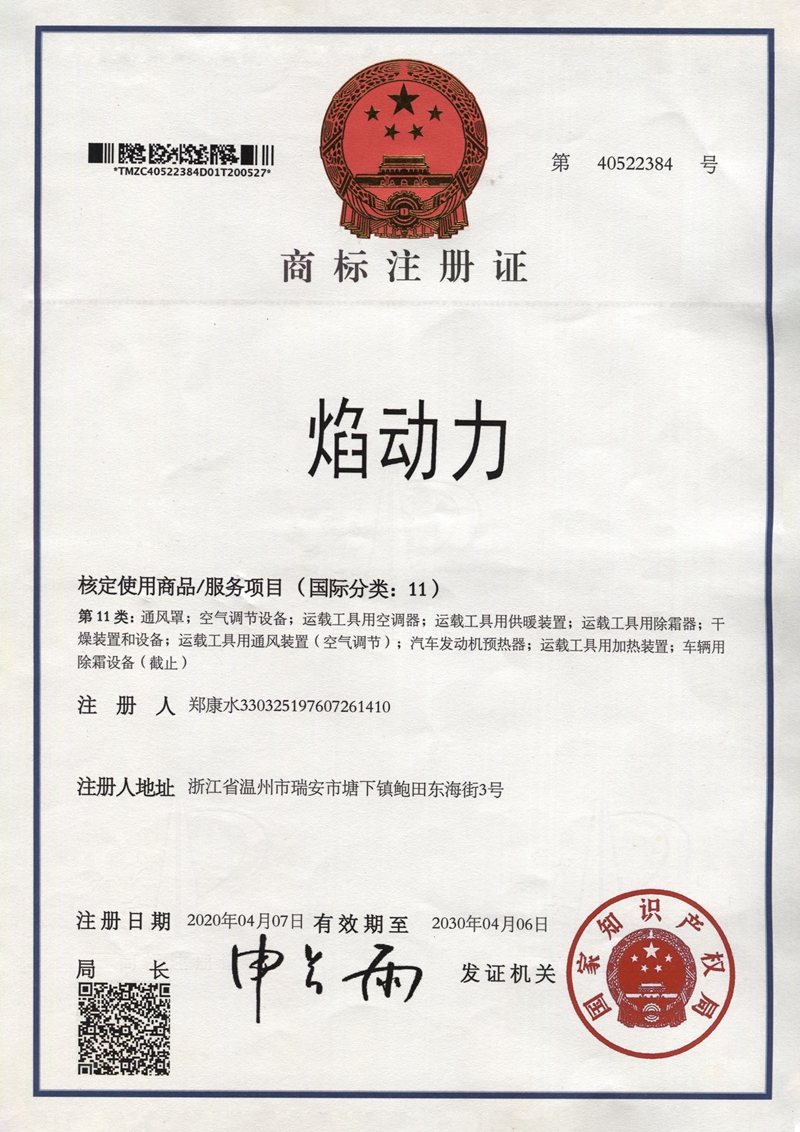 *TMZC40522384D01T200527*
第 40522384 号
商标注册证
焰动力
核定使用商品/服务项目（国际分类：11）
第 11 类：通风罩；空气调节设备；运载工具用空调器；运载工具用供暖装置；运载工具用除霜器；干
燥装置和设备；运载工具用通风装置（空气调节）；汽车发动机预热器；运载工具用加热装置；车辆用
除霜设备（截止）
注 册 人 郑康水330325197607261410
注册人地址 浙江省温州市瑞安市塘下镇鲍田东海街3号
注册日期 2020年04月07日 有效期至 2030年04月06日
局 长 申长雨 发证机关
国家知识产权局